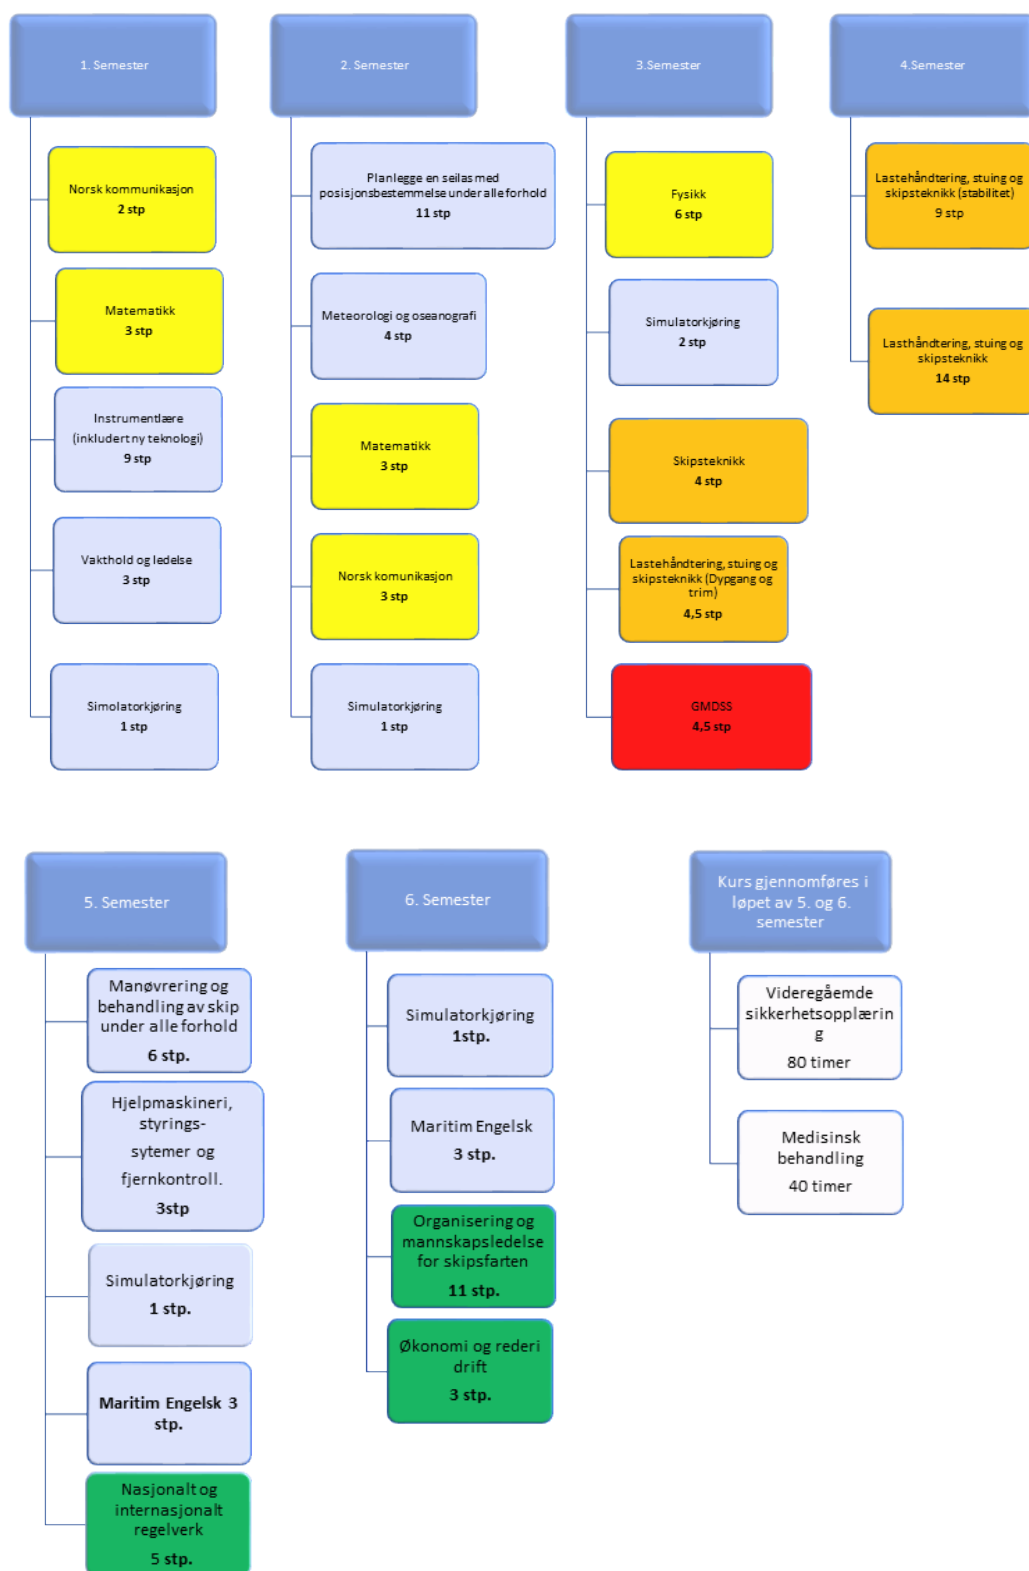 1. Semester
Norsk kommunikasjon
2 stp
Matematikk
3 stp
Instrumentlære
(inkludert ny teknologi)
9 stp
Vakthold og ledelse
3 stp
Simolatorkjøring
1 stp
2. Semester
Planlegge en seilas med
posisjonsbestemmelse under alle forhold
11 stp
Meteorologi og oseanografi
4 stp
Matematikk
3 stp
Norsk komunikasjon
3 stp
Simulatorkjøring
1 stp
3.Semester
Fysikk
6 stp
Simulatorkjøring
2 stp
Skipsteknikk
4 stp
Lastehåndtering, stuing og
skipsteknikk (Dypgang og
trim)
4,5 stp
GMDSS
4,5 stp
4.Semester
Lastehåndtering, stuing og
skipsteknikk (stabilitet)
9 stp
Lasthåndtering, stuing og
skipsteknikk
14 stp
5. Semester
Manøvrering og
behandling av skip
under alle forhold
6 stp.
Hjelpmaskineri,
styrings-
sytemer og
fjernkontroll.
3stp
Simulatorkjøring
1 stp.
Maritim Engelsk 3
stp.
Nasjonalt og
internasjonalt
regelverk
5 stp.
6. Semester
Simulatorkjøring
1stp.
Maritim Engelsk
3 stp.
Organisering og
mannskapsledelse
for skipsfarten
11 stp.
Økonomi og rederi
drift
3 stp.
Kurs gjennomføres i
løpet av 5. og 6.
semester
Videregåemde
sikkerhetsopplærin
g
80 timer
Medisinsk
behandling
40 timer